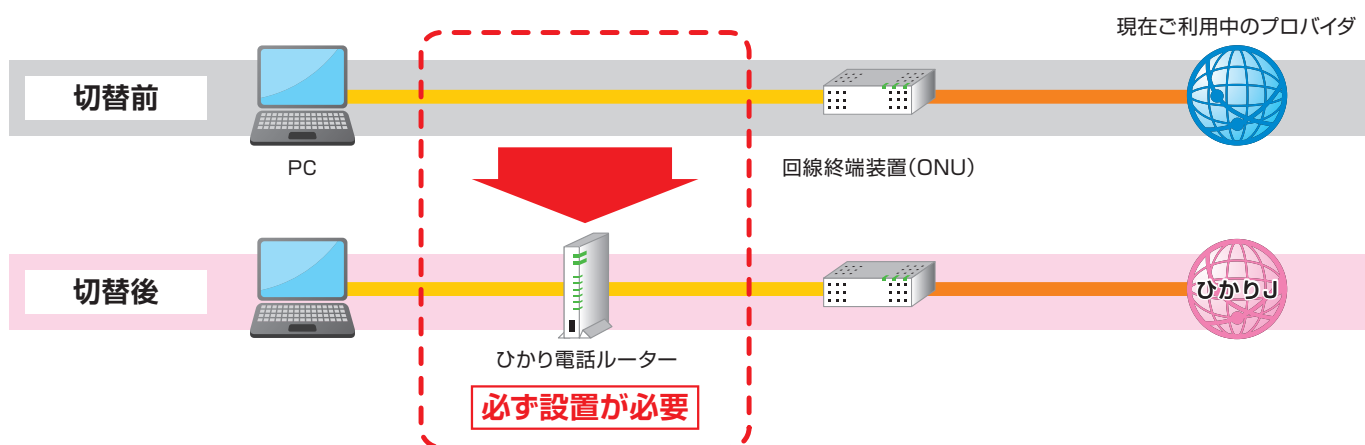 現在ご利用中のプロバイダ
切替前
PC
回線終端装置(ONU)
切替後
ひかりJ
ひかり電話ルーター
必ず設置が必要